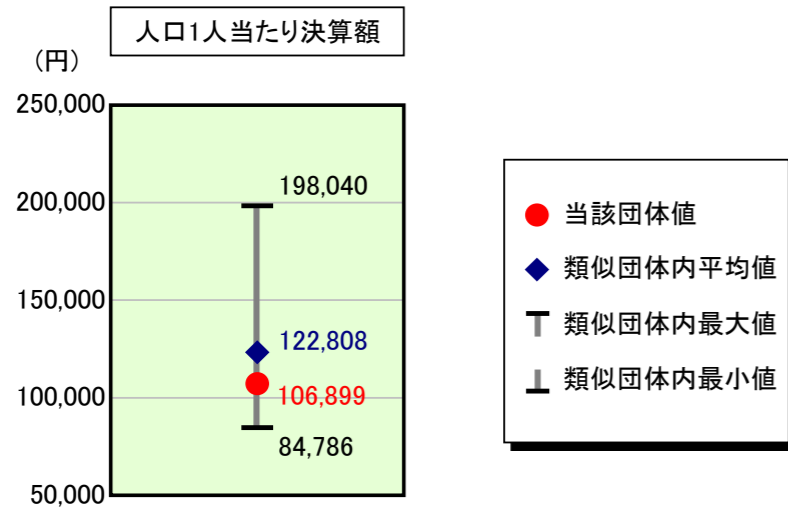 人口1人当たり決算額
（円）
250,000
200,000
150,000
100,000
50,000
198,040
122,808
106,899
84,786
当該団体値
類似団体内平均値
類似団体内最大値
類似団体内最小値